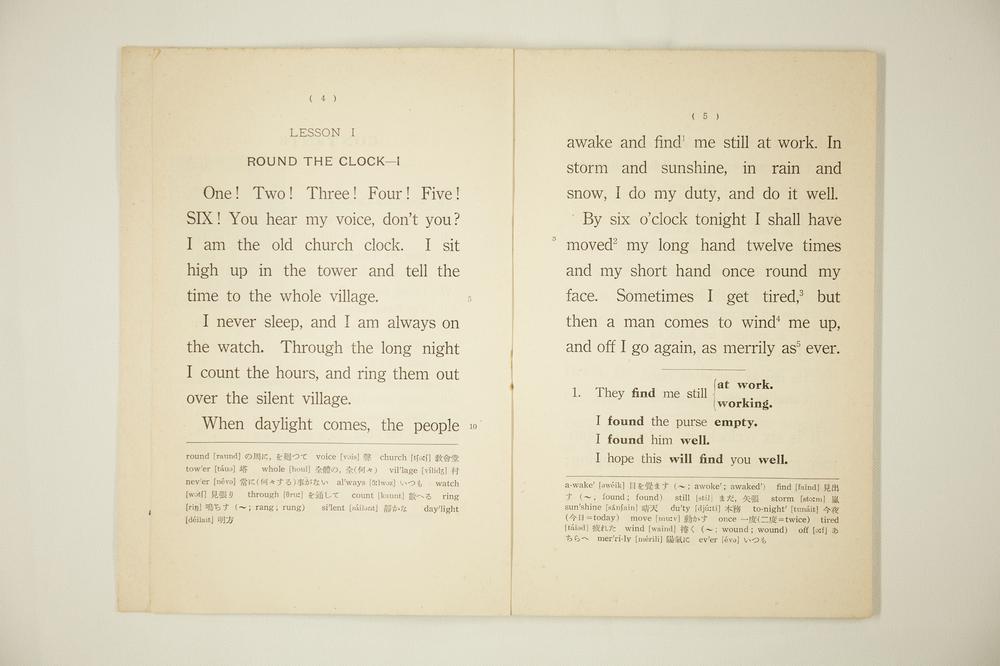 ( 4 )
LESSON I
ROUND THE CLOCK—I
One! Two! Three! Four! Five!
SIX! You hear my voice, don't you?
I am the old church clock. I sit
high up in the tower and tell the
time to the whole village. 5
I never sleep, and I am always on
the watch. Through the long night
I count the hours, and ring them out
over the silent village.
When daylight comes, the people 10
round [raund] の周に, を廻つて voice [vɔis] 聲 church [tʃəːtʃ] 教會堂
tow'er [táuə] 塔 whole [houl] 全體の, 全(何々) vil'lage [vílidʒ] 村
nev'er [névə] 常に(何々する)事がない al'ways [ɔ́ːlwəz] いつも watch
[wɔtʃ] 見張り through [θruː] を通して count [kaunt] 數へる ring
[riŋ] 鳴らす (~; rang; rung) si'lent [sáilənt] 靜かな day'light
[déilait] 明方
( 5 )
awake and find¹ me still at work. In
storm and sunshine, in rain and
snow, I do my duty, and do it well.
By six o'clock tonight I shall have
5 moved² my long hand twelve times
and my short hand once round my
face. Sometimes I get tired,³ but
then a man comes to wind⁴ me up,
and off I go again, as merrily as⁵ ever.
1. They find me still {at work.
working.
I found the purse empty.
I found him well.
I hope this will find you well.
a-wake' [əwéik] 目を覺ます (~; awoke'; awaked') find [faind] 見出
す (~, found; found) still [stil] まだ, 矢張 storm [stɔːm] 嵐
sun'shine [sʌ́nʃain] 晴天 du'ty [djúːti] 本務 to-night' [tunáit] 今夜
(今日=today) move [muːv] 動かす once 一度(二度=twice) tired
[táiəd] 疲れた wind [waind] 捲く (~; wound; wound) off [ɔːf] あ
ちらへ mer'ri-ly [mérili] 陽氣に ev'er [évə] いつも